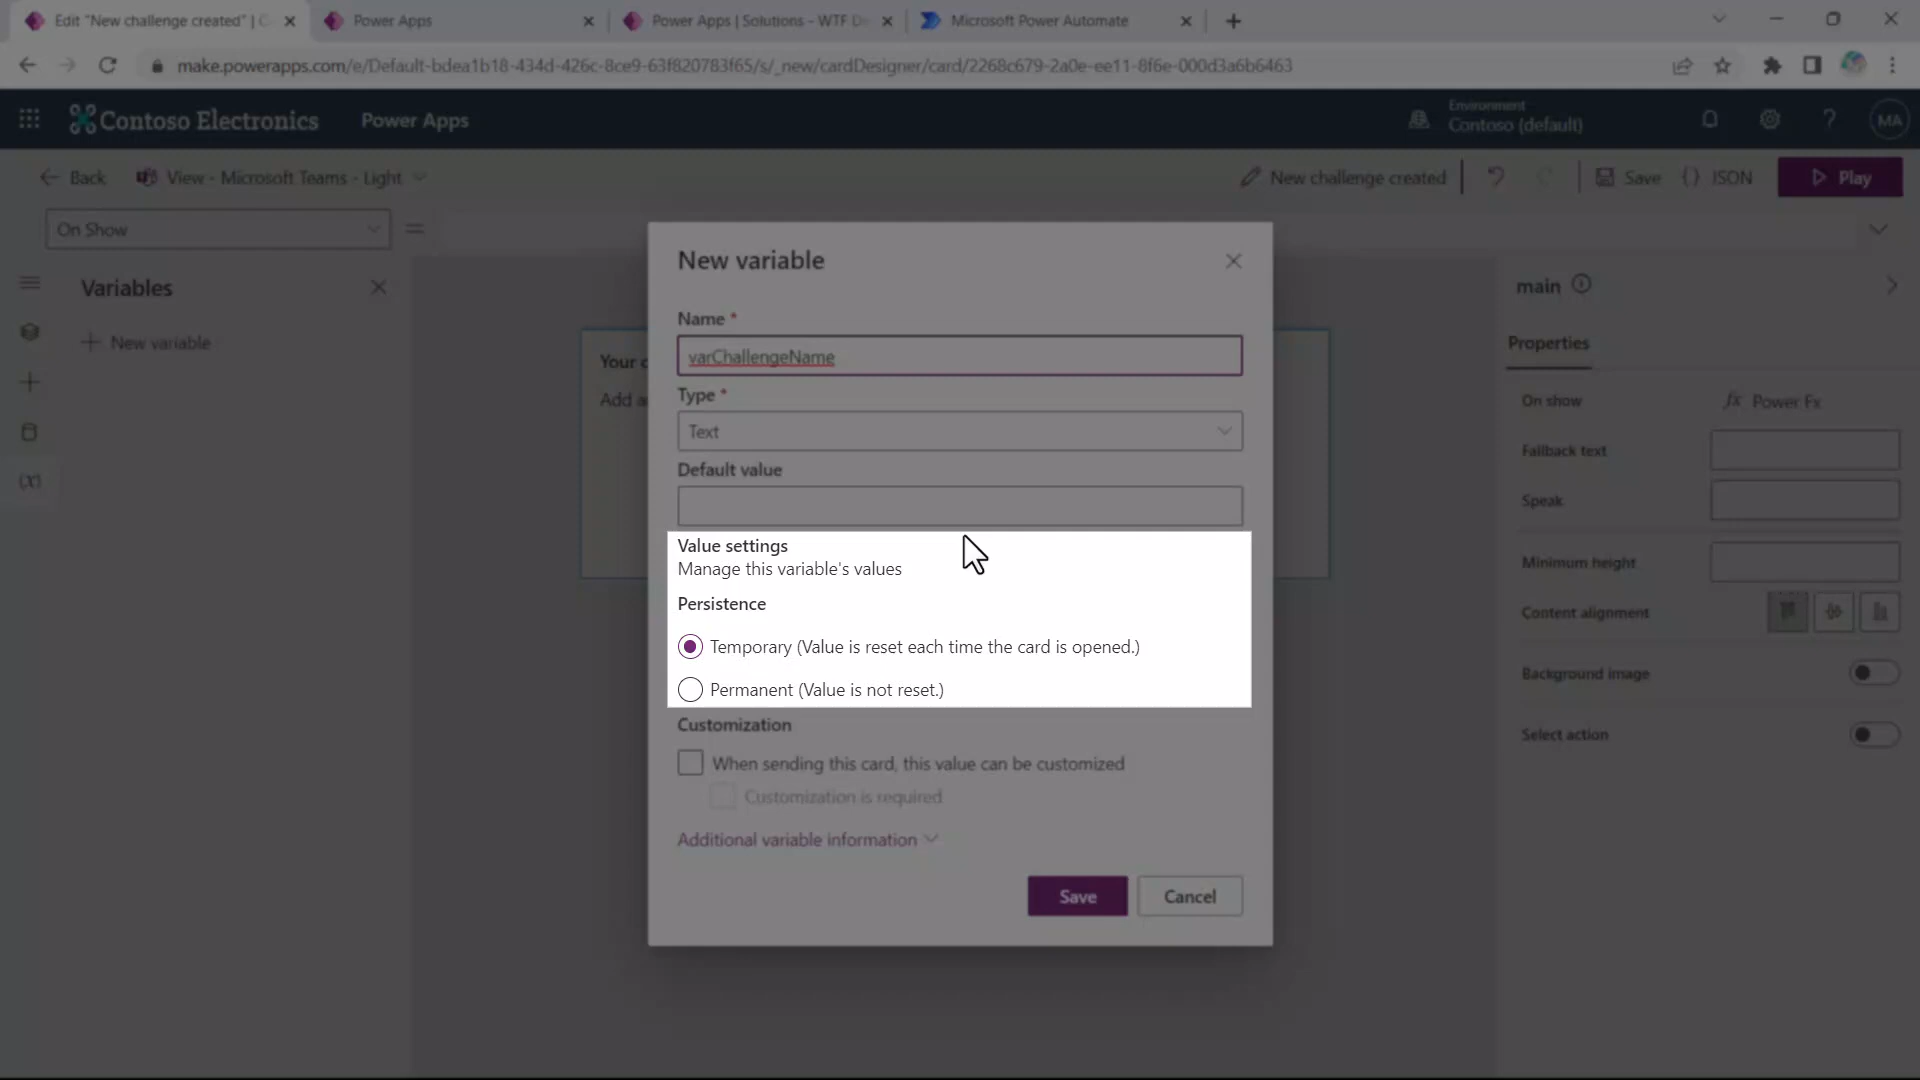 Edit "New challenge created" | C
Power Apps
Power Apps | Solutions - WTF De
Microsoft Power Automate
make.powerapps.com/e/Default-bdea1b18-434d-426c-8ce9-63f820783f65/s/_new/cardDesigner/card/2268c679-2a0e-ee11-8f6e-000d3a6b6463
Contoso Electronics
Power Apps
Environment
Contoso (default)
?
MA
Back
View - Microsoft Teams - Light
New challenge created
Save
{} JSON
Play
On Show
=
Variables
New variable
(x)
Your c
Add a
New variable
Name *
varChallengeName
Type *
Text
Default value
Value settings
Manage this variable's values
Persistence
Temporary (Value is reset each time the card is opened.)
Permanent (Value is not reset.)
Customization
When sending this card, this value can be customized
Customization is required
Additional variable information
Save
Cancel
main
Properties
On show
fx Power Fx
Fallback text
Speak
Minimum height
Content alignment
Background image
Select action